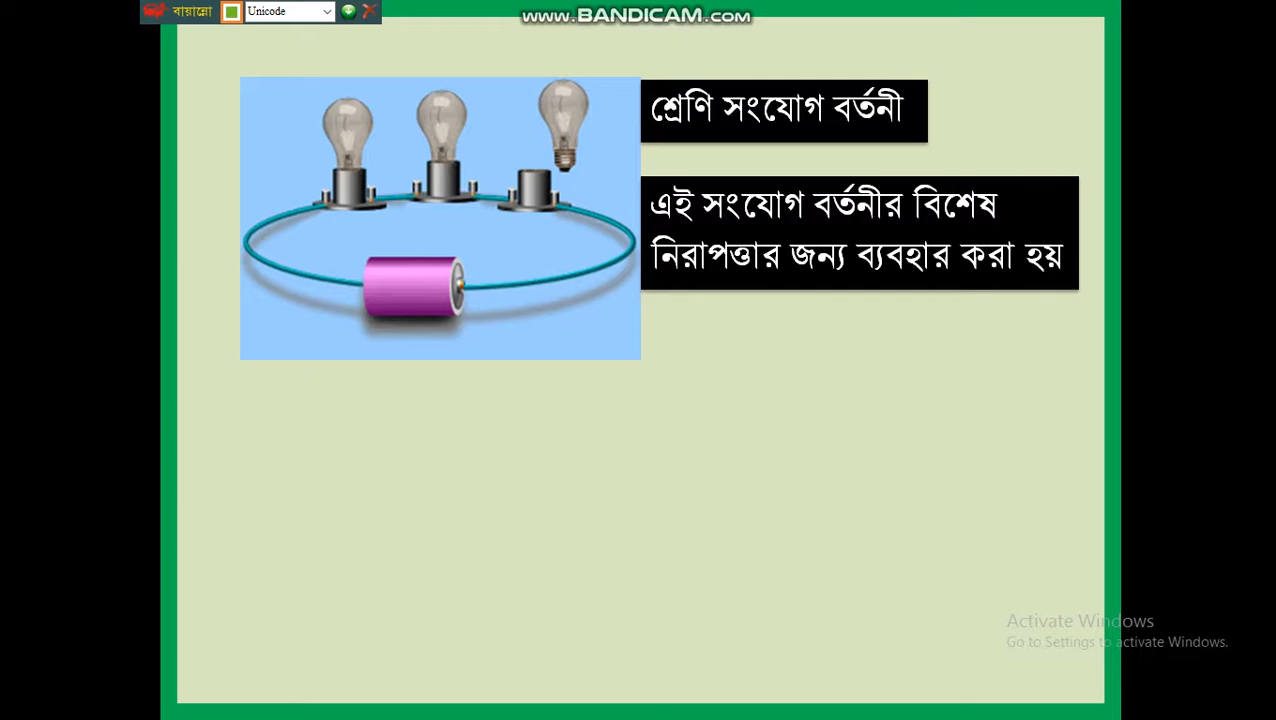 বায়ান্নো
Unicode
www.BANDICAM.com
শ্রেণি সংযোগ বর্তনী
এই সংযোগ বর্তনীর বিশেষ
নিরাপত্তার জন্য ব্যবহার করা হয়
Activate Windows
Go to Settings to activate Windows.